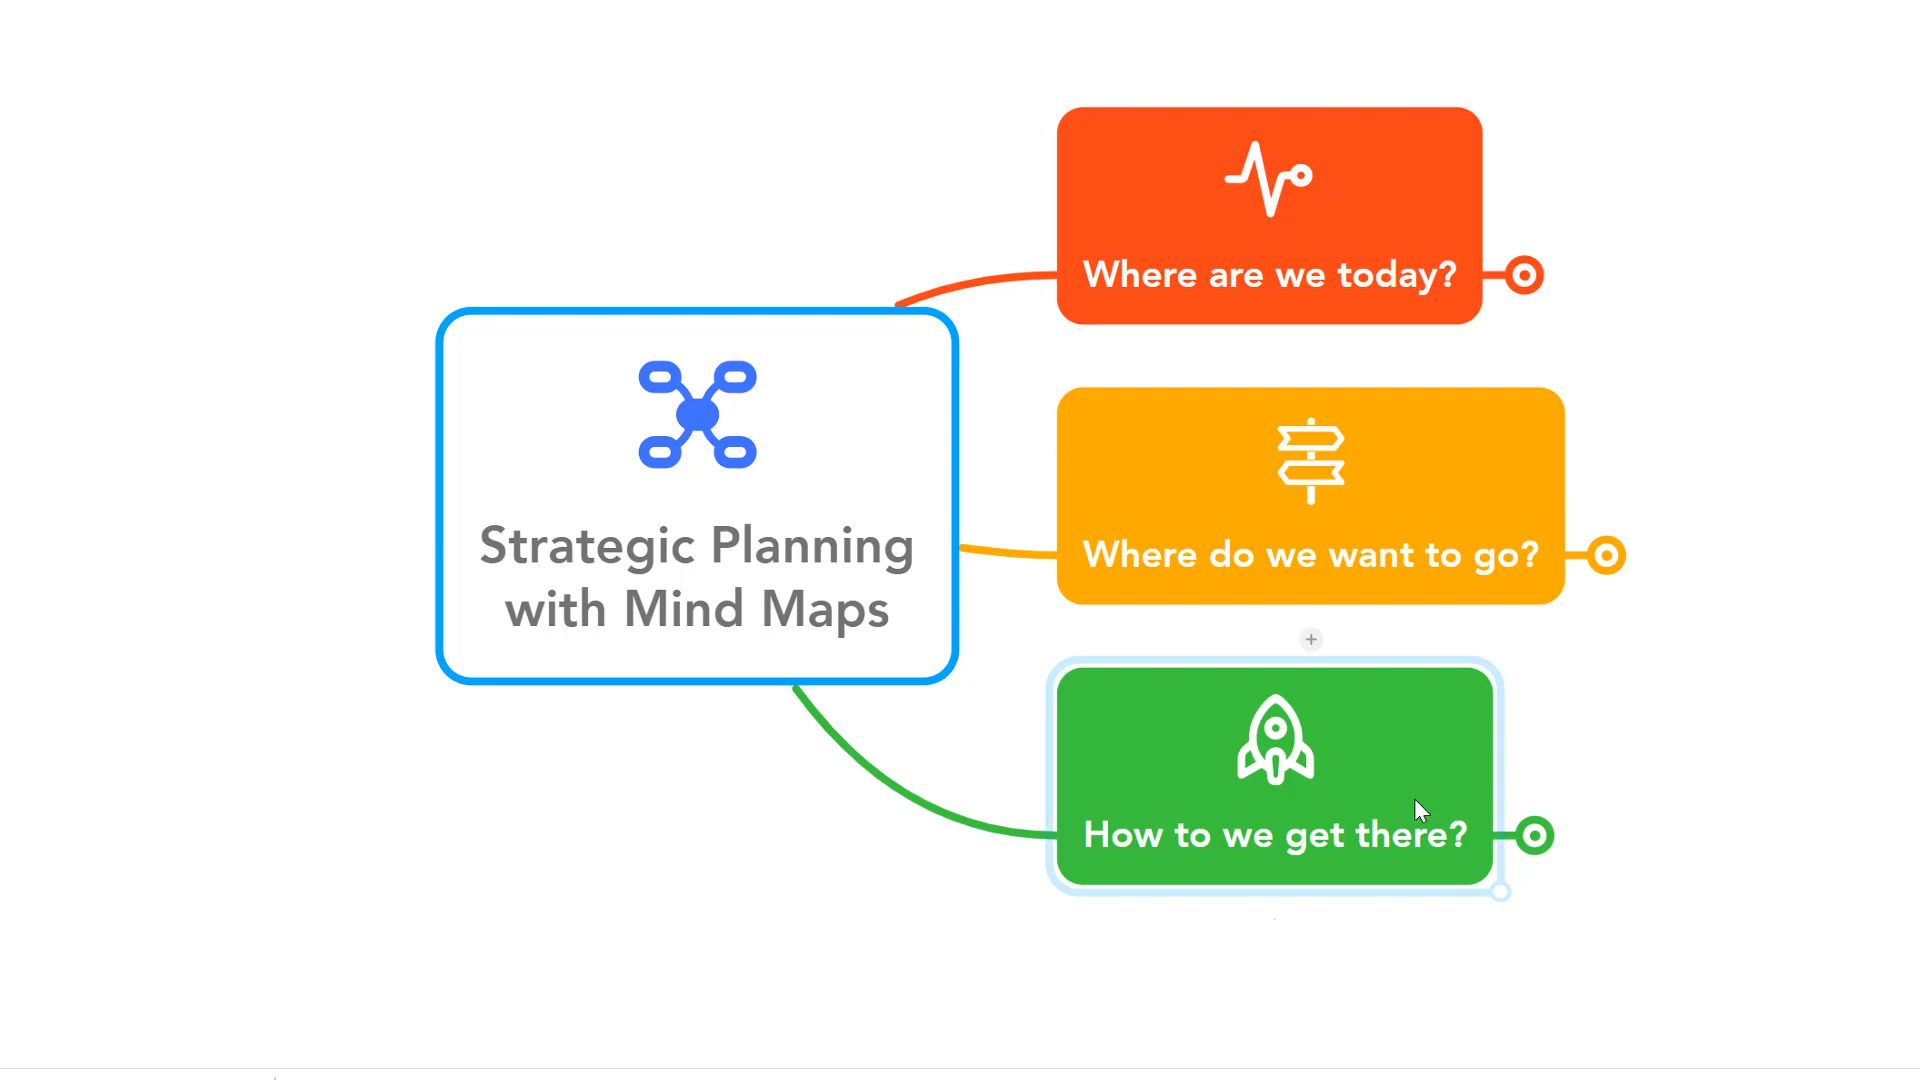 Where are we today?
Strategic Planning
with Mind Maps
Where do we want to go?
How to we get there?